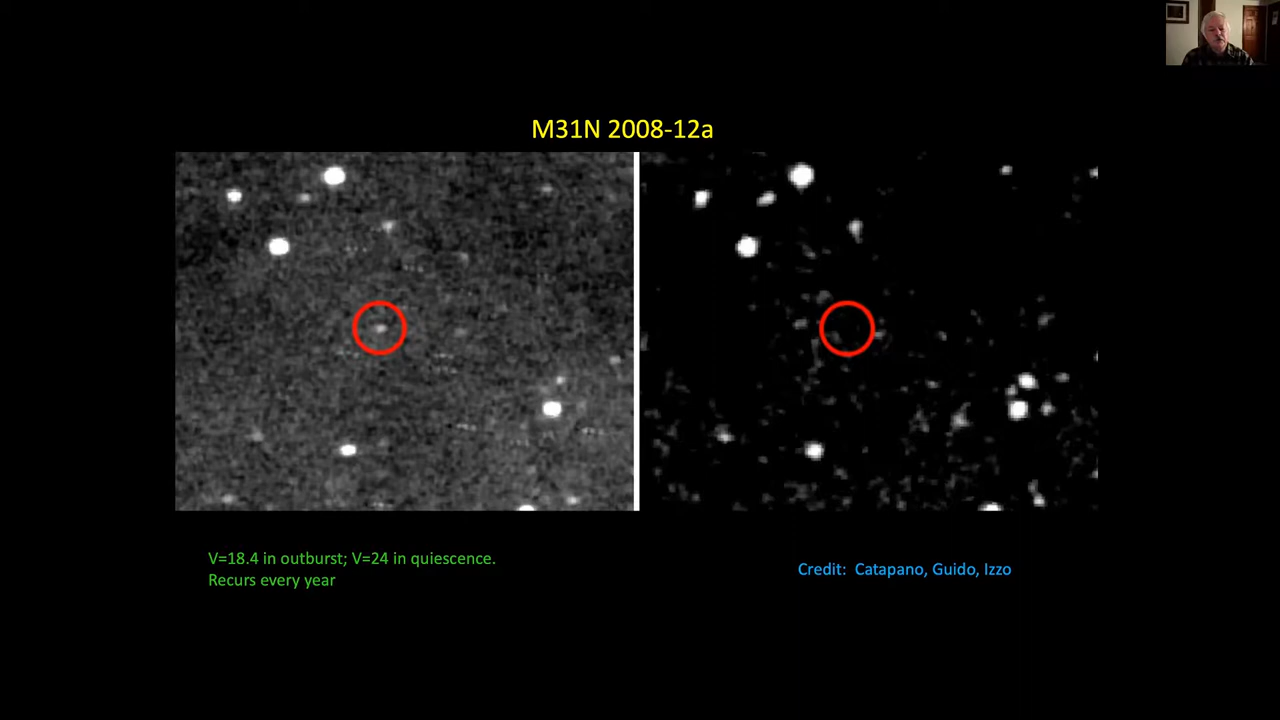 M31N 2008-12a
V=18.4 in outburst; V=24 in quiescence.
Recurs every year
Credit:  Catapano, Guido, Izzo